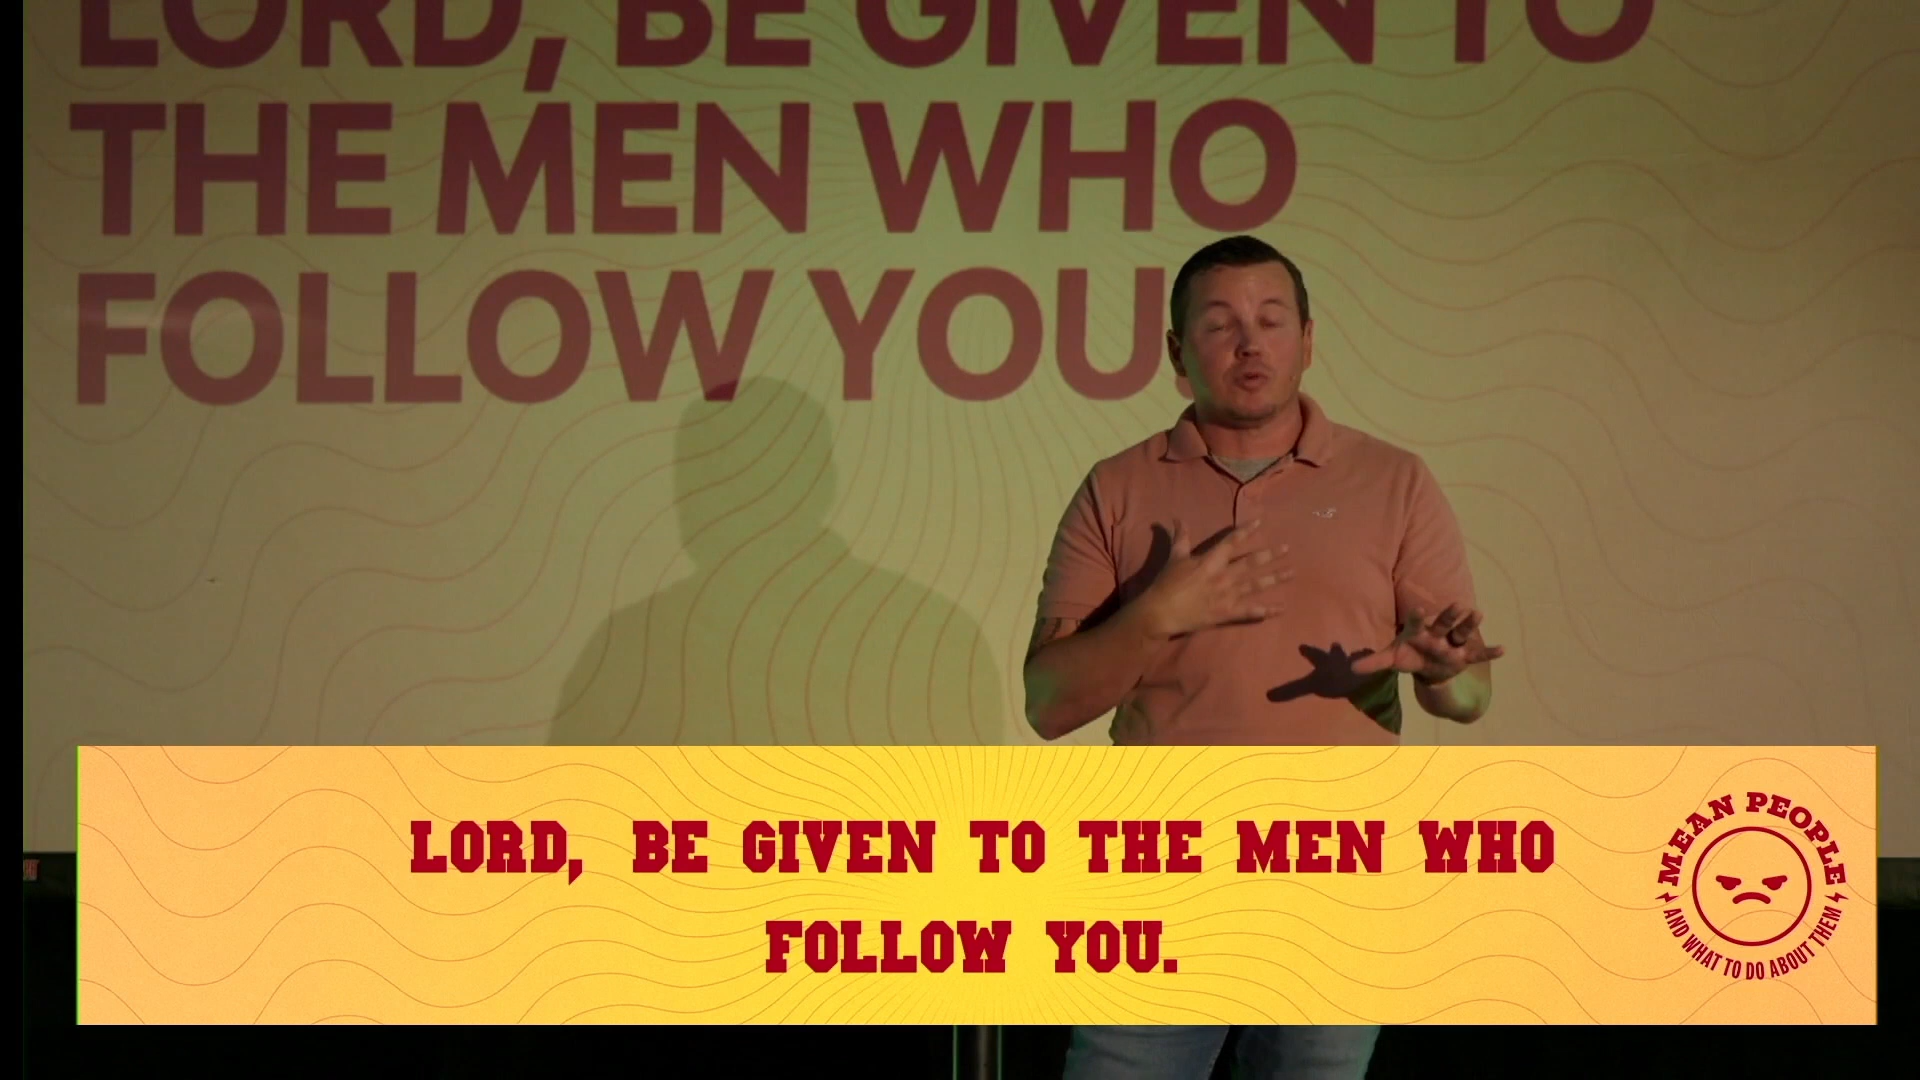 LORD, BE GIVEN TO
THE MEN WHO
FOLLOW YOU.
LORD, BE GIVEN TO THE MEN WHO
FOLLOW YOU.
MEAN PEOPLE
AND WHAT TO DO ABOUT THEM